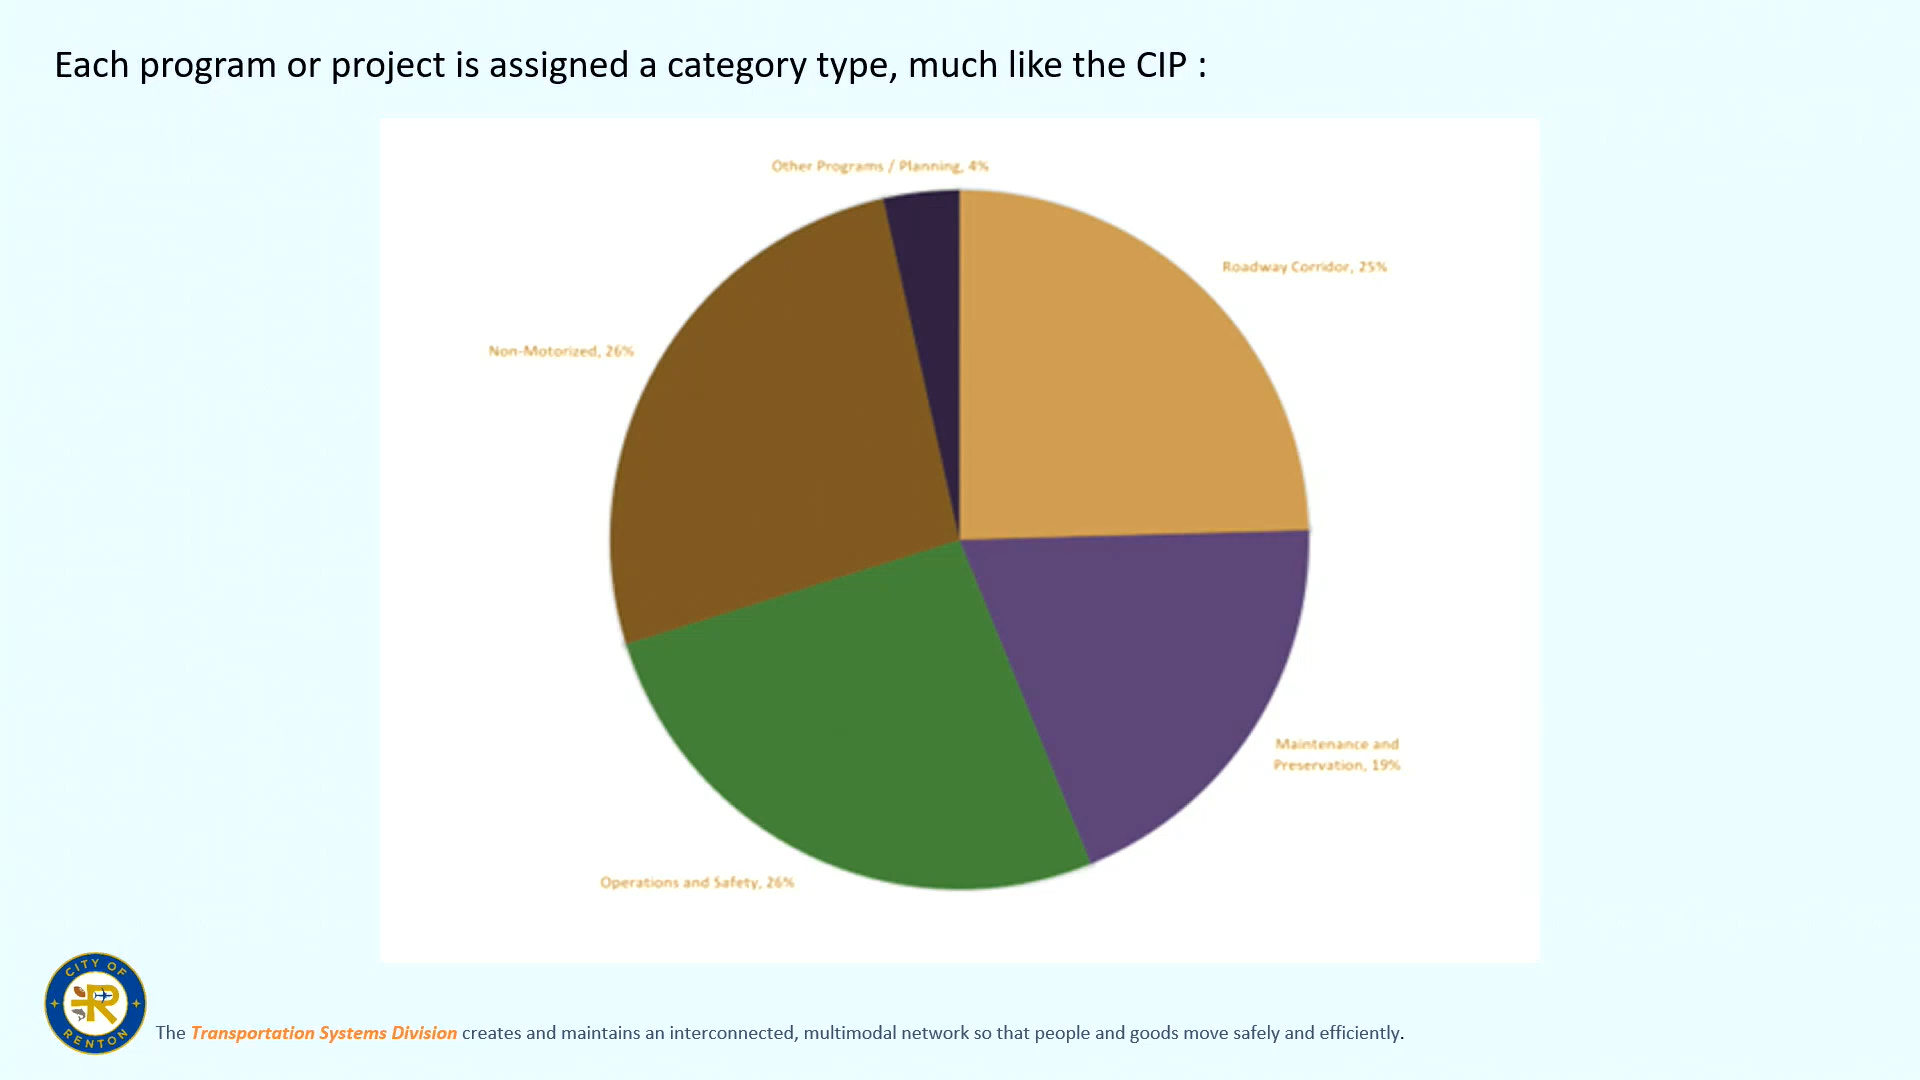 Each program or project is assigned a category type, much like the CIP :
Other Programs / Planning, 4%
Roadway Corridor, 25%
Non-Motorized, 26%
Maintenance and
Preservation, 19%
Operations and Safety, 26%
CITY OF
R
RENTON
The Transportation Systems Division creates and maintains an interconnected, multimodal network so that people and goods move safely and efficiently.